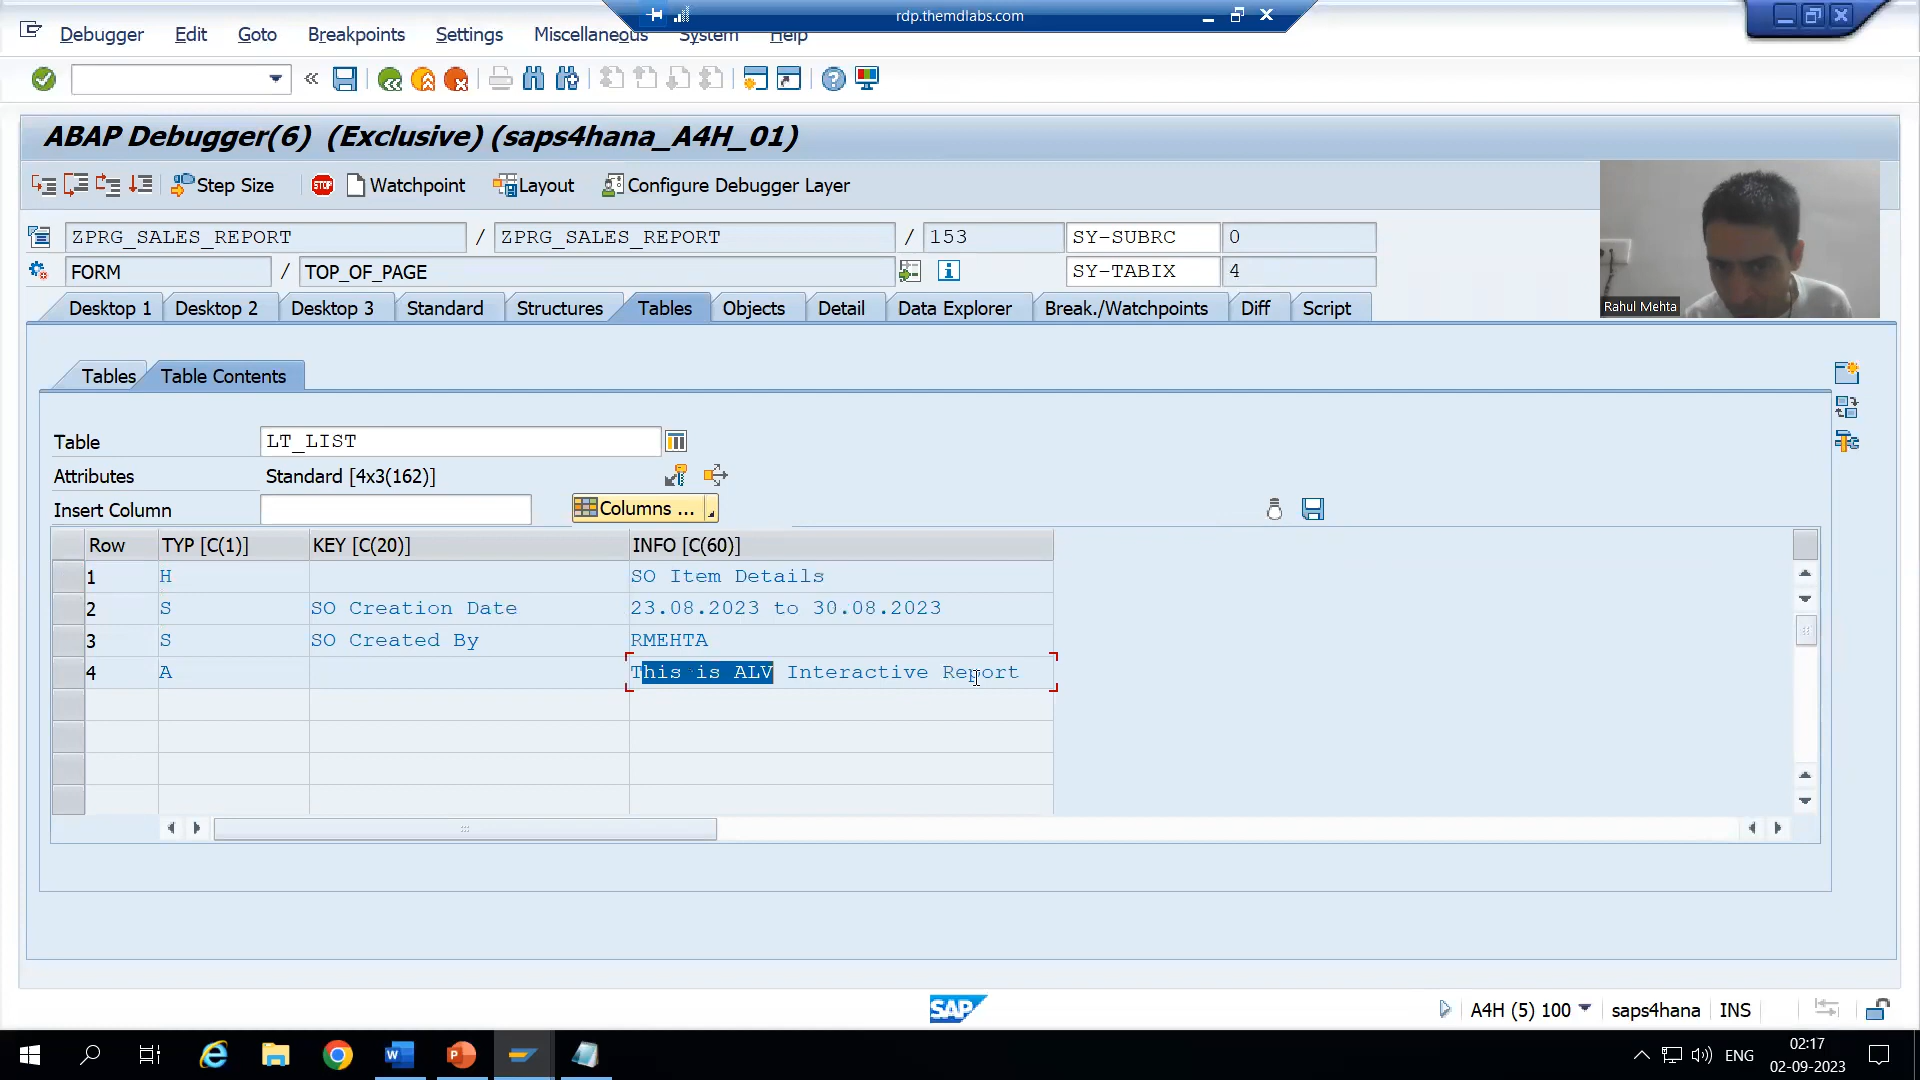 rdp.themdlabs.com
Debugger Edit Goto Breakpoints Settings Miscellaneous System Help
ABAP Debugger(6) (Exclusive) (saps4hana_A4H_01)
Step Size STOP Watchpoint Layout Configure Debugger Layer
ZPRG_SALES_REPORT / ZPRG_SALES_REPORT / 153 SY-SUBRC 0
FORM / TOP_OF_PAGE SY-TABIX 4
Rahul Mehta
Desktop 1 Desktop 2 Desktop 3 Standard Structures Tables Objects Detail Data Explorer Break./Watchpoints Diff Script
Tables Table Contents
Table LT_LIST
Attributes Standard [4x3(162)]
Insert Column Columns ...
Row TYP [C(1)] KEY [C(20)] INFO [C(60)]
1 H SO Item Details
2 S SO Creation Date 23.08.2023 to 30.08.2023
3 S SO Created By RMEHTA
4 A This is ALV Interactive Report
SAP A4H (5) 100 saps4hana INS
ENG 02:17
02-09-2023